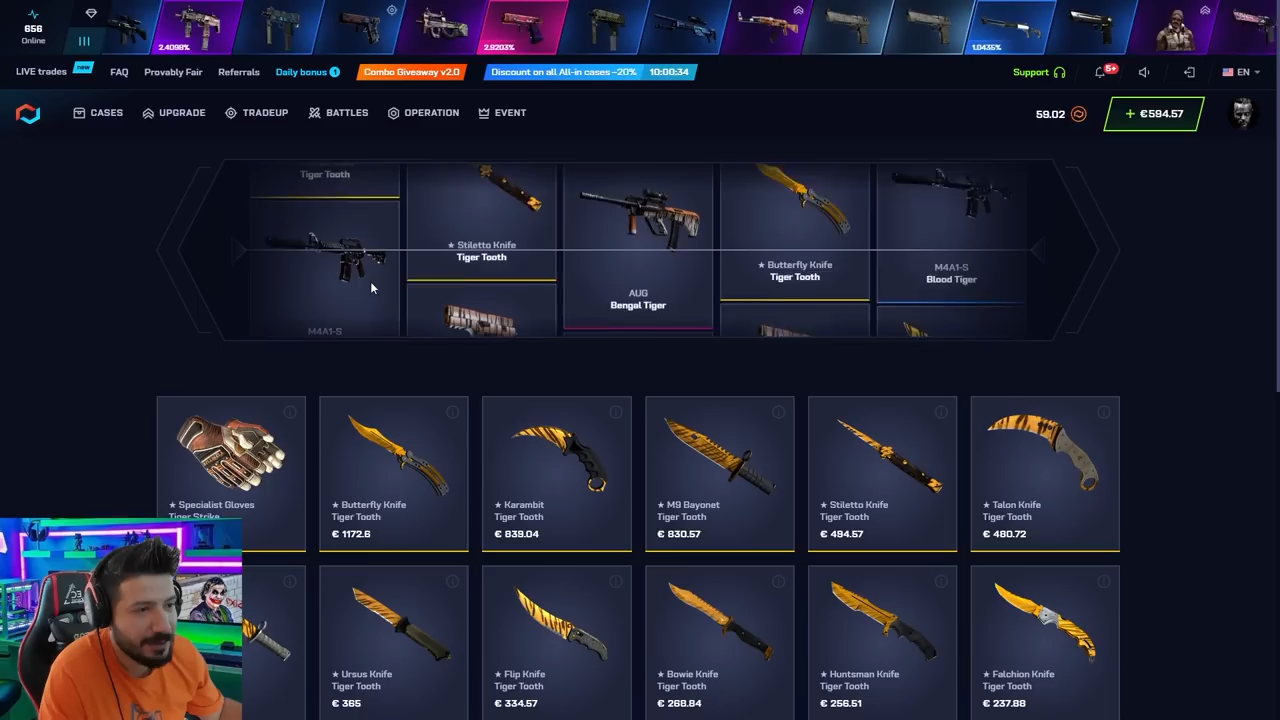 656
Online
2.4098%
2.9203%
1.0435%
LIVE trades
new
FAQ
Provably Fair
Referrals
Daily bonus 1
Combo Giveaway v2.0
Discount on all All-in cases –20%
10:00:34
Support
5+
EN
CASES
UPGRADE
TRADEUP
BATTLES
OPERATION
EVENT
59.02
+ €594.57
Tiger Tooth
★ Stiletto Knife
Tiger Tooth
AUG
Bengal Tiger
★ Butterfly Knife
Tiger Tooth
M4A1-S
Blood Tiger
M4A1-S
★ Specialist Gloves
Tiger Strike
★ Butterfly Knife
Tiger Tooth
€ 1172.6
★ Karambit
Tiger Tooth
€ 839.04
★ M9 Bayonet
Tiger Tooth
€ 830.57
★ Stiletto Knife
Tiger Tooth
€ 494.57
★ Talon Knife
Tiger Tooth
€ 480.72
★ Ursus Knife
Tiger Tooth
€ 365
★ Flip Knife
Tiger Tooth
€ 334.57
★ Bowie Knife
Tiger Tooth
€ 268.84
★ Huntsman Knife
Tiger Tooth
€ 256.51
★ Falchion Knife
Tiger Tooth
€ 237.88